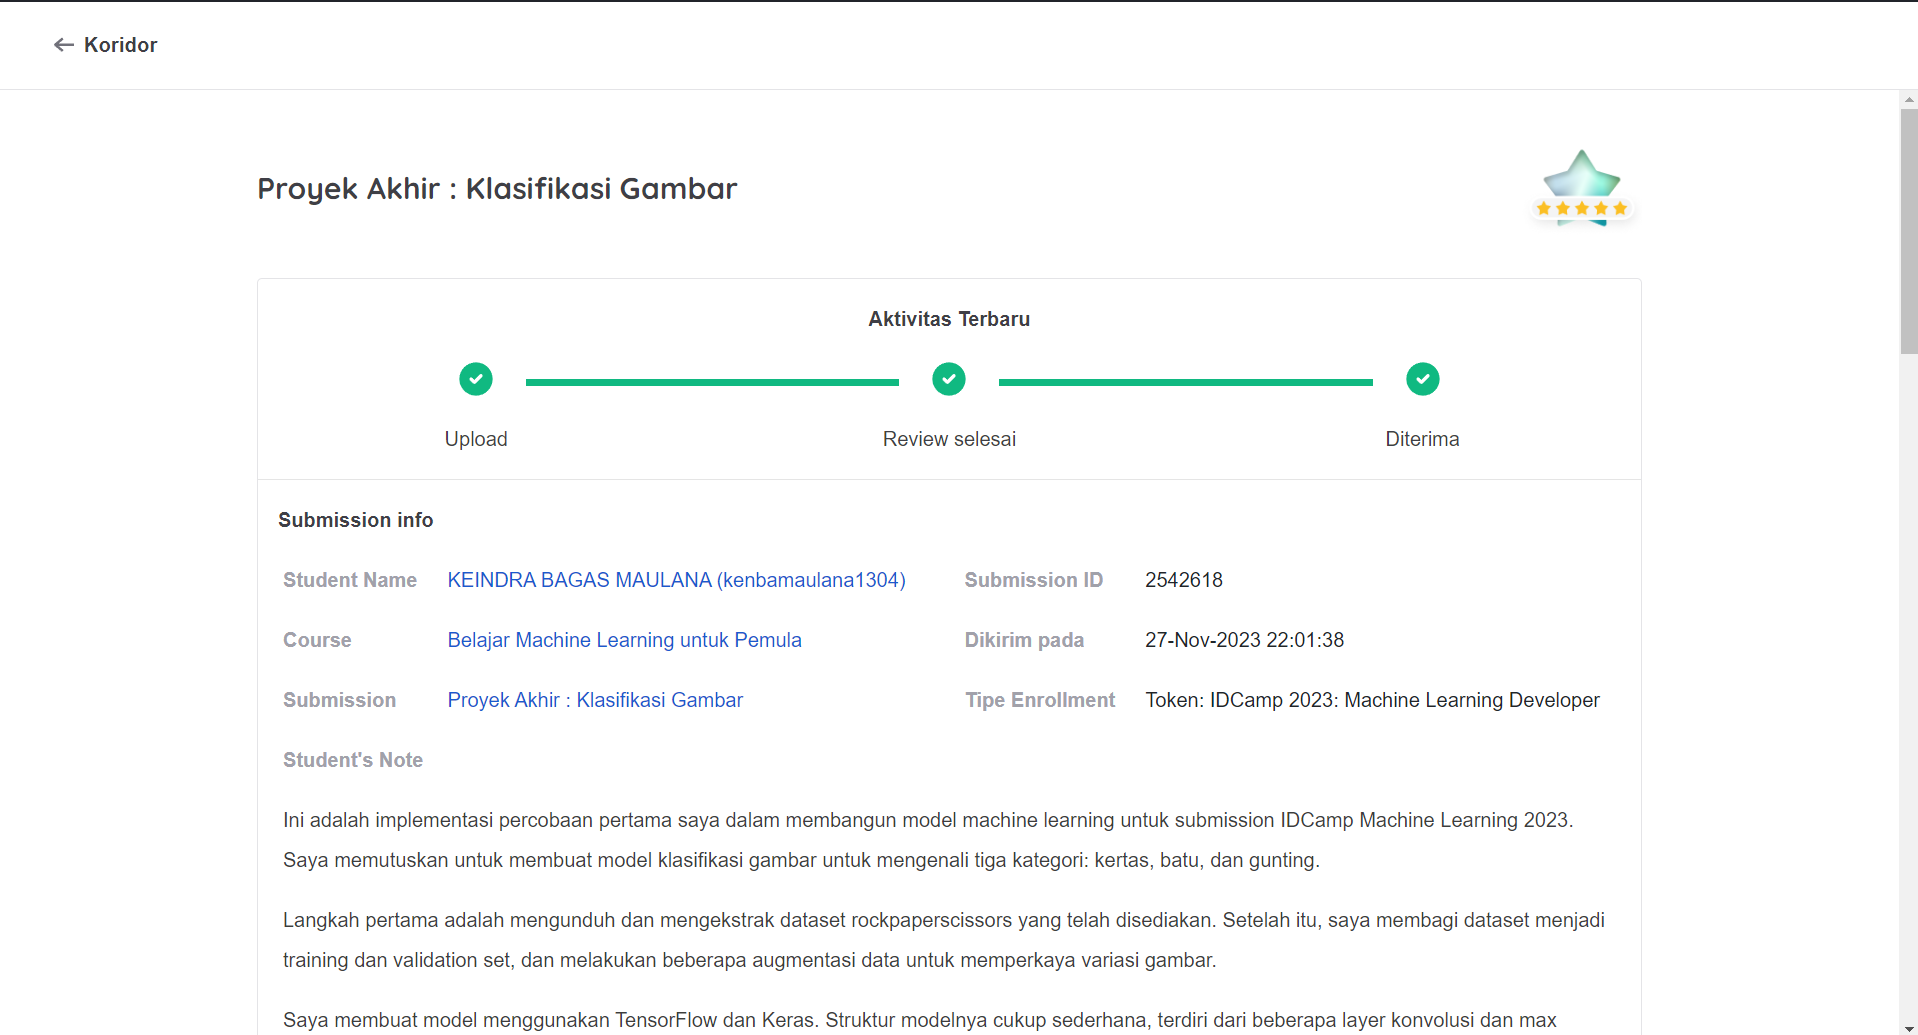 Koridor
Proyek Akhir : Klasifikasi Gambar
Aktivitas Terbaru
Upload
Review selesai
Diterima
Submission info
Student Name KEINDRA BAGAS MAULANA (kenbamaulana1304) Submission ID 2542618
Course Belajar Machine Learning untuk Pemula Dikirim pada 27-Nov-2023 22:01:38
Submission Proyek Akhir : Klasifikasi Gambar Tipe Enrollment Token: IDCamp 2023: Machine Learning Developer
Student's Note
Ini adalah implementasi percobaan pertama saya dalam membangun model machine learning untuk submission IDCamp Machine Learning 2023.
Saya memutuskan untuk membuat model klasifikasi gambar untuk mengenali tiga kategori: kertas, batu, dan gunting.
Langkah pertama adalah mengunduh dan mengekstrak dataset rockpaperscissors yang telah disediakan. Setelah itu, saya membagi dataset menjadi
training dan validation set, dan melakukan beberapa augmentasi data untuk memperkaya variasi gambar.
Saya membuat model menggunakan TensorFlow dan Keras. Struktur modelnya cukup sederhana, terdiri dari beberapa layer konvolusi dan max